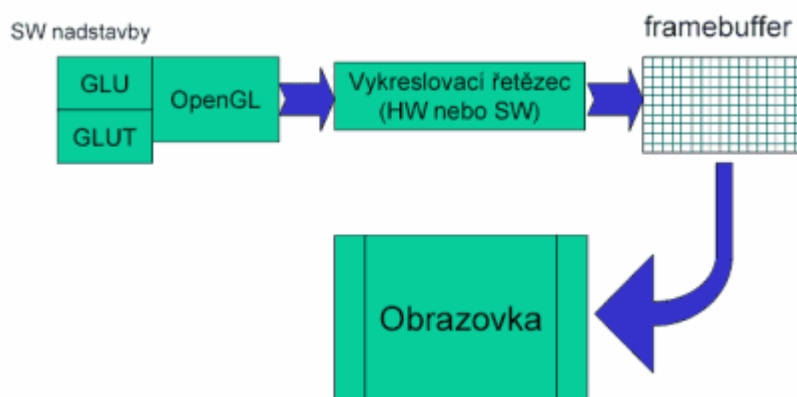 SW nadstavby
framebuffer
GLU
OpenGL
GLUT
Vykreslovací řetězec
(HW nebo SW)
Obrazovka